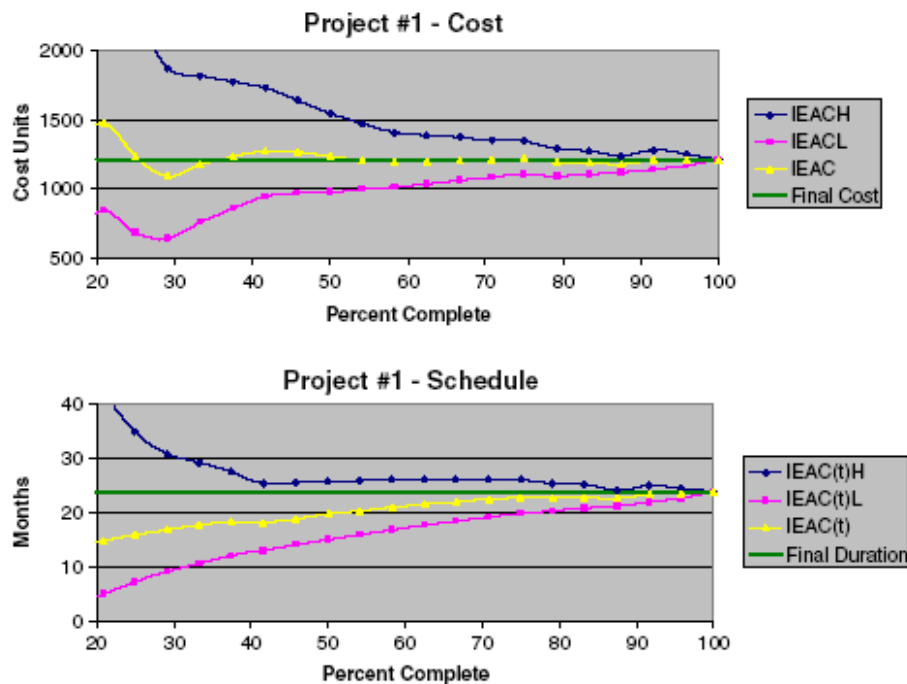 Project #1 - Cost
Cost Units
2000
1500
1000
500
20 30 40 50 60 70 80 90 100
Percent Complete
IEACH
IEACL
IEAC
Final Cost
Project #1 - Schedule
Months
40
30
20
10
0
20 30 40 50 60 70 80 90 100
Percent Complete
IEAC(t)H
IEAC(t)L
IEAC(t)
Final Duration